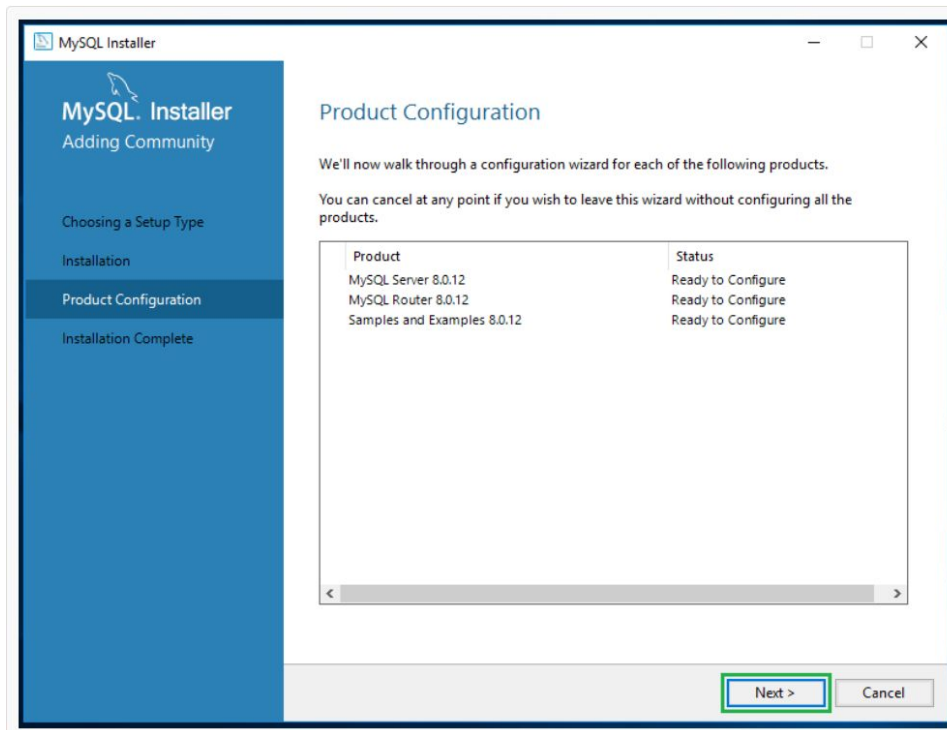 MySQL Installer
MySQL. Installer
Adding Community
Choosing a Setup Type
Installation
Product Configuration
Installation Complete
Product Configuration
We'll now walk through a configuration wizard for each of the following products.
You can cancel at any point if you wish to leave this wizard without configuring all the
products.
Product Status
MySQL Server 8.0.12 Ready to Configure
MySQL Router 8.0.12 Ready to Configure
Samples and Examples 8.0.12 Ready to Configure
Next > Cancel